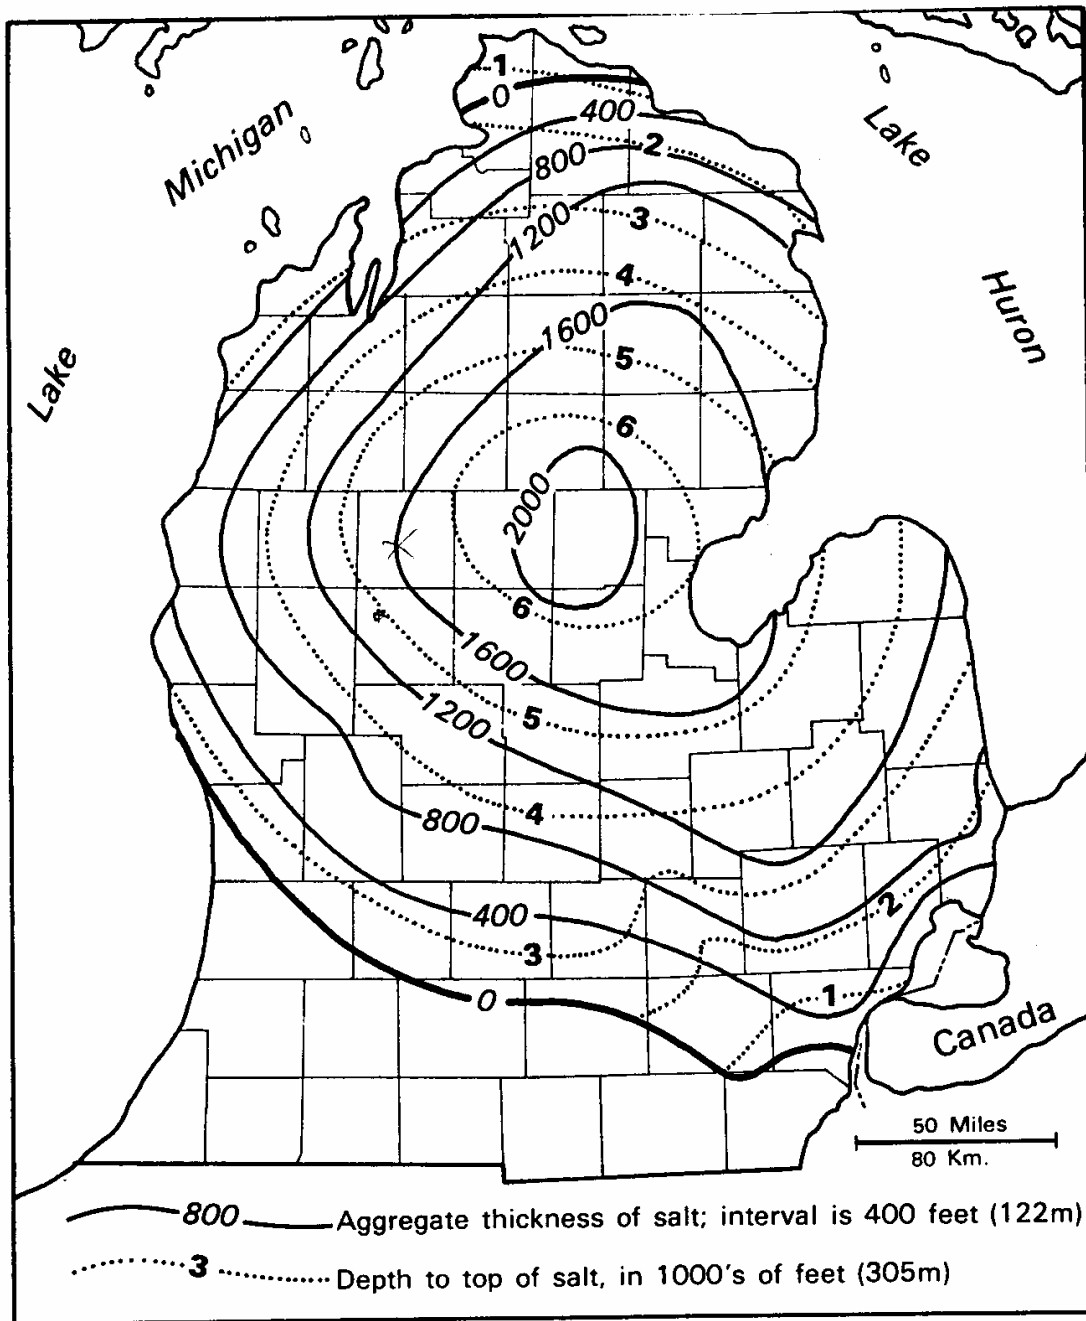 Michigan
Lake
Lake
Huron
1
0
400
800
2
1200
3
4
1600
5
6
2000
6
1600
5
1200
4
800
400
2
3
1
0
Canada
50 Miles
80 Km.
800 Aggregate thickness of salt; interval is 400 feet (122m)
3 Depth to top of salt, in 1000's of feet (305m)